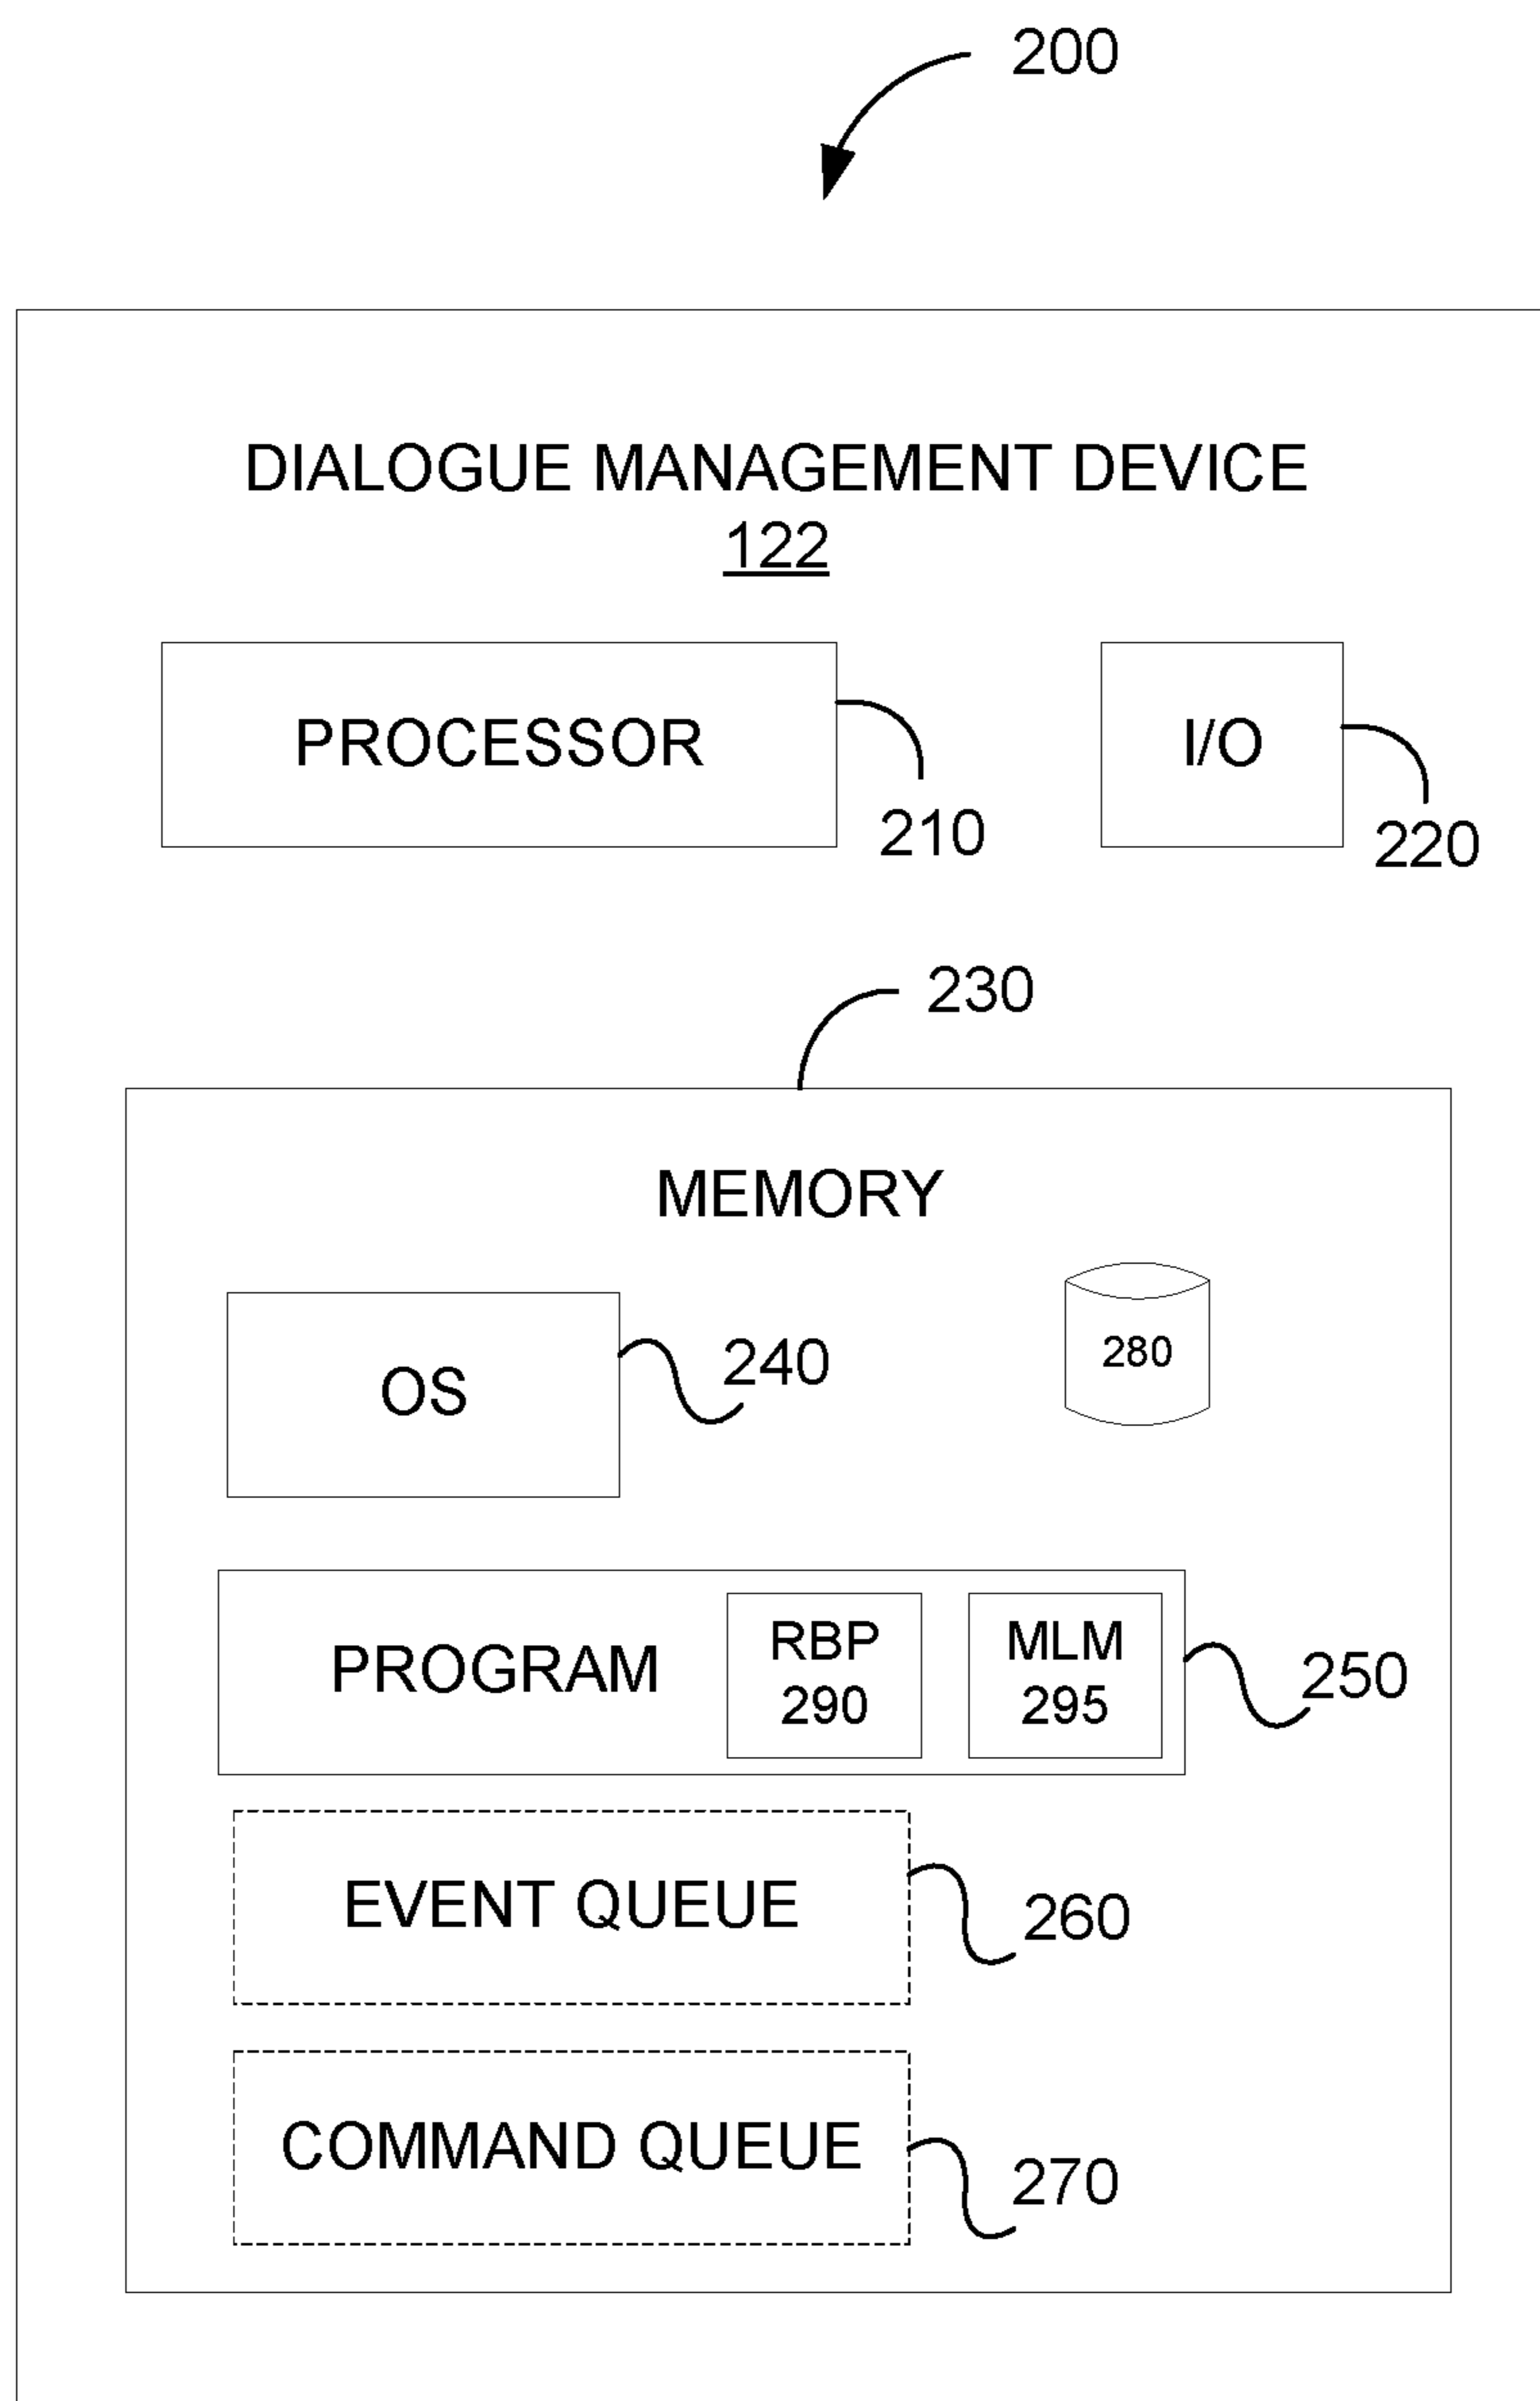 200
DIALOGUE MANAGEMENT DEVICE
122
PROCESSOR
I/O
210
220
230
MEMORY
OS
240
280
PROGRAM
RBP
290
MLM
295
250
EVENT QUEUE
260
COMMAND QUEUE
270